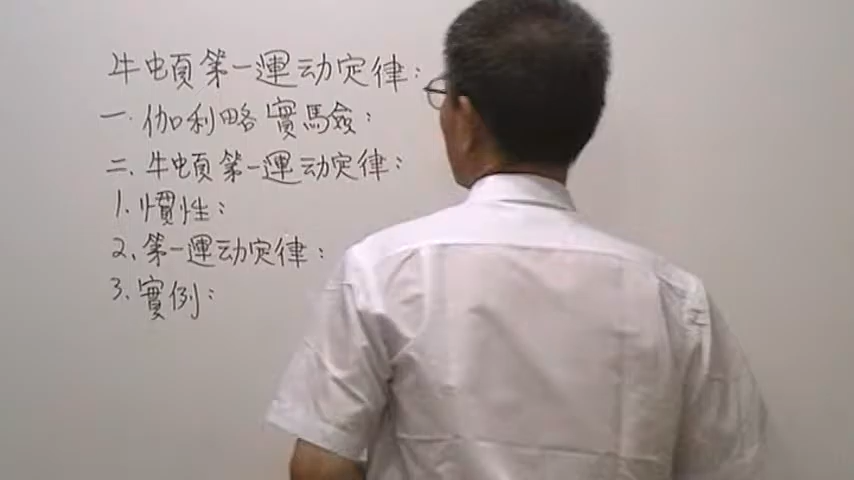 牛頓第一運动定律：
一.伽利略實驗：
二.牛頓第一運动定律：
1.慣性：
2.第一運动定律：
3.實例：